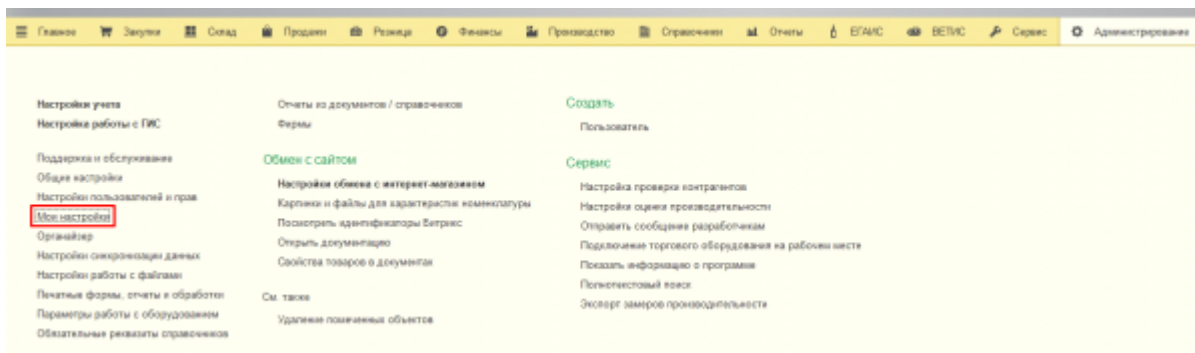 Главное Закупки Склад Продажи Розница Финансы Производство Справочники Отчеты ЕГАИС ВЕТИС Сервис Администрирование
Настройки учета
Настройка работы с ГИС
Поддержка и обслуживание
Общие настройки
Настройки пользователей и прав
Мои настройки
Органайзер
Настройки синхронизации данных
Настройки работы с файлами
Печатные формы, отчеты и обработки
Параметры работы с оборудованием
Обязательные реквизиты справочников
Отчеты из документов / справочников
Фирмы
Обмен с сайтом
Настройки обмена с интернет-магазином
Картинки и файлы для характеристик номенклатуры
Посмотреть идентификаторы Битрикс
Открыть документацию
Свойства товаров в документах
См. также
Удаление помеченных объектов
Создать
Пользователь
Сервис
Настройка проверки контрагентов
Настройки оценки производительности
Отправить сообщение разработчикам
Подключение торгового оборудования на рабочем месте
Показать информацию о программе
Полнотекстовый поиск
Экспорт замеров производительности